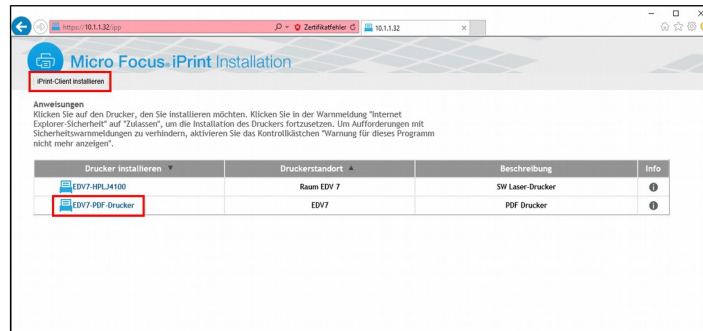 https://10.1.1.32/ipp
Zertifikatfehler
10.1.1.32
Micro Focus iPrint Installation
iPrint-Client installieren
Anweisungen
Klicken Sie auf den Drucker, den Sie installieren möchten. Klicken Sie in der Warnmeldung "Internet
Explorer-Sicherheit" auf "Zulassen", um die Installation des Druckers fortzusetzen. Um Aufforderungen mit
Sicherheitswarnmeldungen zu verhindern, aktivieren Sie das Kontrollkästchen "Warnung für dieses Programm
nicht mehr anzeigen".
Drucker installieren Druckerstandort Beschreibung Info
EDV7-HPLJ4100 Raum EDV 7 SW Laser-Drucker
EDV7-PDF-Drucker EDV7 PDF Drucker